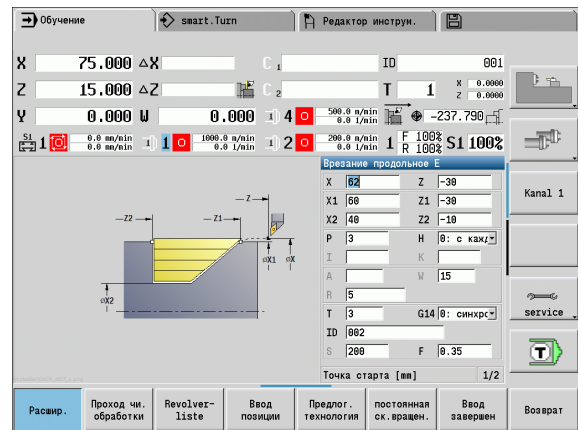 Обучение smart.Turn Редактор инструм.
X 75.000 ΔX C 1 ID 001
Z 15.000 ΔZ C 2 T 1 X 0.0000 Z 0.0000
Y 0.000 U 0.000 4 500.0 m/min 0.0 1/min -237.790
S1 1 0.0 mm/min 0.0 mm/min 1 1000.0 m/min 0.0 1/min 2 200.0 m/min 0.0 1/min 1 F 100% R 100% S1 100%
Врезание продольное E
X 62 Z -30
X1 60 Z1 -30
X2 40 Z2 -10
P 3 H 0: с кажд
I K
A W 15
R 5
T 3 G14 0: синхрс
ID 002
S 200 F 0.35
Точка старта [mm] 1/2
Z
Z2 Z1
øX1 øX
øX2
Kanal 1
service
T
Расшир.
Проход чи. обработки
Revolver-liste
Ввод позиции
Предлог. технология
постоянная ск.вращен.
Ввод завершен
Возврат